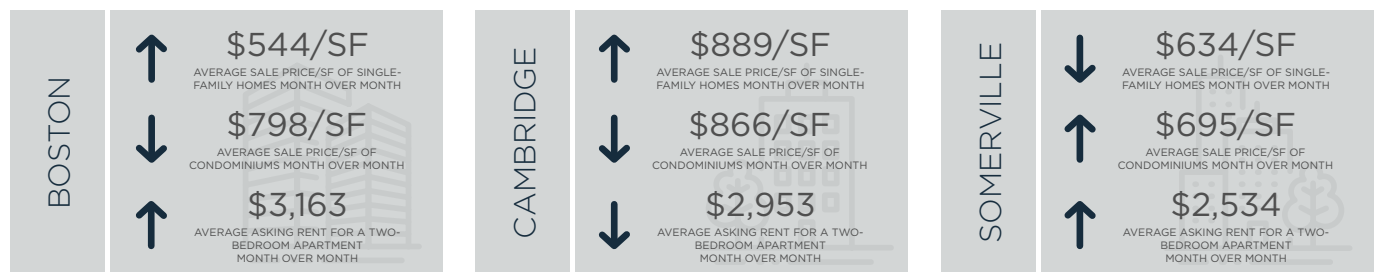 BOSTON
$544/SF
AVERAGE SALE PRICE/SF OF SINGLE-
FAMILY HOMES MONTH OVER MONTH
$798/SF
AVERAGE SALE PRICE/SF OF
CONDOMINIUMS MONTH OVER MONTH
$3,163
AVERAGE ASKING RENT FOR A TWO-
BEDROOM APARTMENT
MONTH OVER MONTH
CAMBRIDGE
$889/SF
AVERAGE SALE PRICE/SF OF SINGLE-
FAMILY HOMES MONTH OVER MONTH
$866/SF
AVERAGE SALE PRICE/SF OF
CONDOMINIUMS MONTH OVER MONTH
$2,953
AVERAGE ASKING RENT FOR A TWO-
BEDROOM APARTMENT
MONTH OVER MONTH
SOMERVILLE
$634/SF
AVERAGE SALE PRICE/SF OF SINGLE-
FAMILY HOMES MONTH OVER MONTH
$695/SF
AVERAGE SALE PRICE/SF OF
CONDOMINIUMS MONTH OVER MONTH
$2,534
AVERAGE ASKING RENT FOR A TWO-
BEDROOM APARTMENT
MONTH OVER MONTH